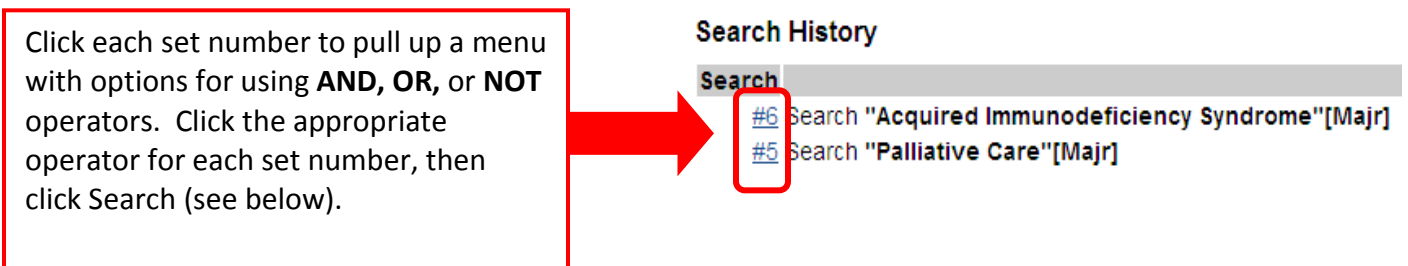 Click each set number to pull up a menu
with options for using AND, OR, or NOT
operators.  Click the appropriate
operator for each set number, then
click Search (see below).
Search History
Search
#6 Search "Acquired Immunodeficiency Syndrome"[Majr]
#5 Search "Palliative Care"[Majr]